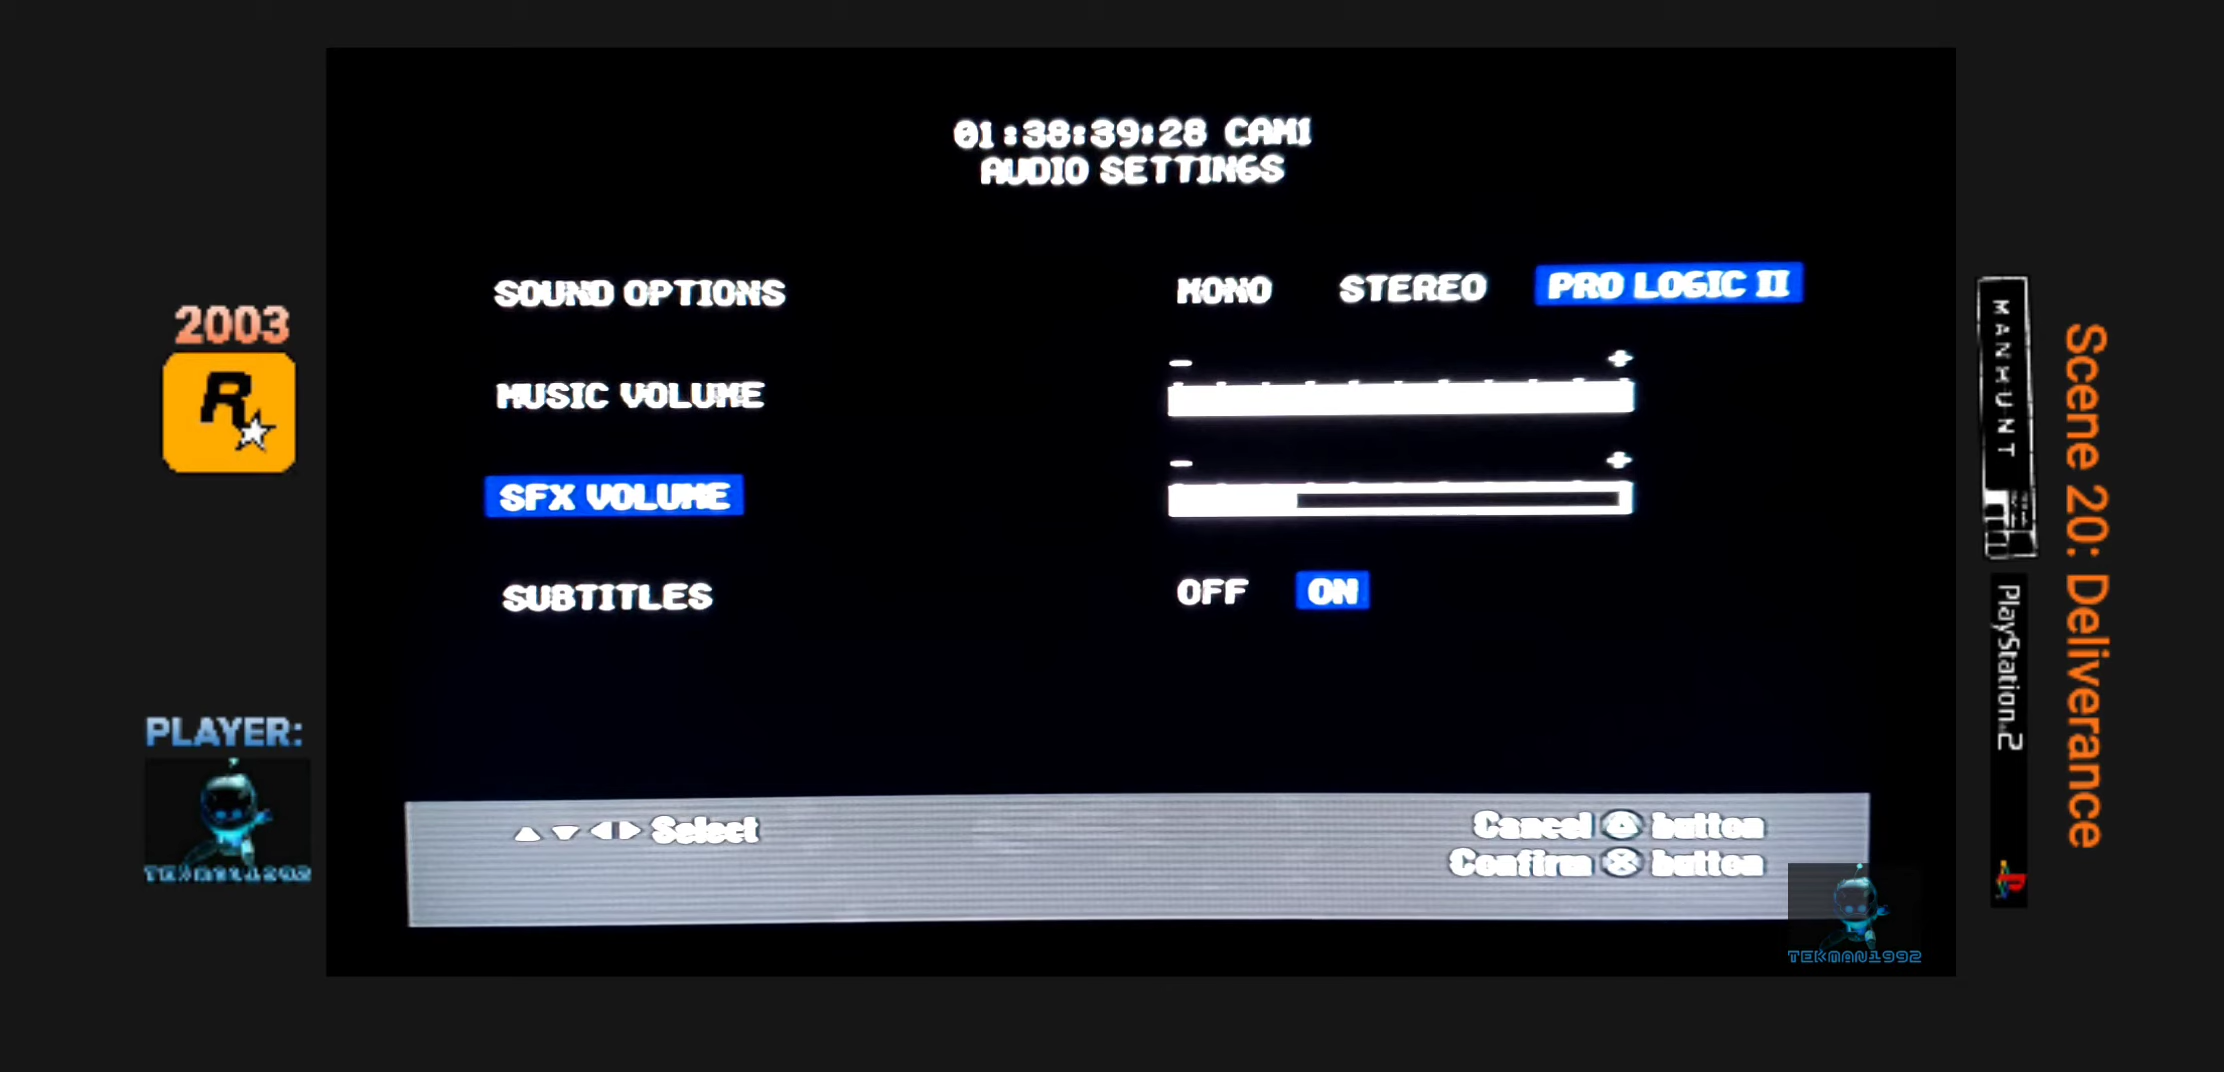 01:38:39:28 CAM1
AUDIO SETTINGS
SOUND OPTIONS
MONO STEREO PRO LOGIC II
- +
MUSIC VOLUME
- +
SFX VOLUME
SUBTITLES
OFF ON
Select
Cancel button
Confirm button
2003
R
PLAYER:
TEKMAN1992
TEKMAN1992
MANHUNT
PlayStation 2
Scene 20: Deliverance